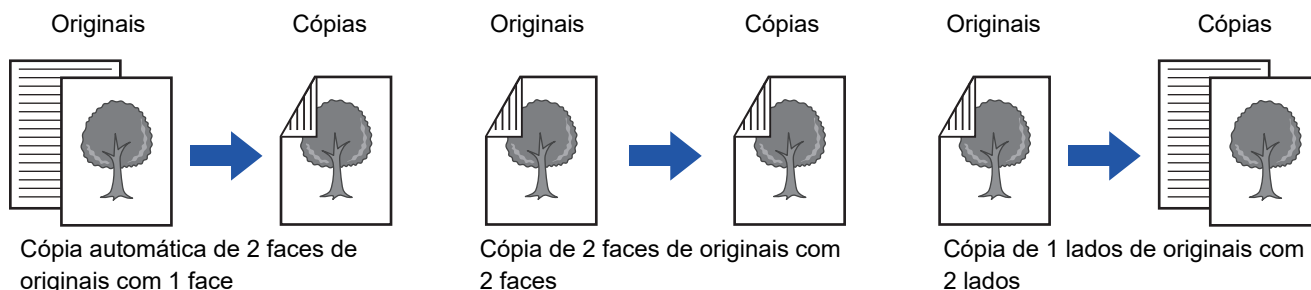 Originais Cópias
Cópia automática de 2 faces de
originais com 1 face
Originais Cópias
Cópia de 2 faces de originais com
2 faces
Originais Cópias
Cópia de 1 lados de originais com
2 lados